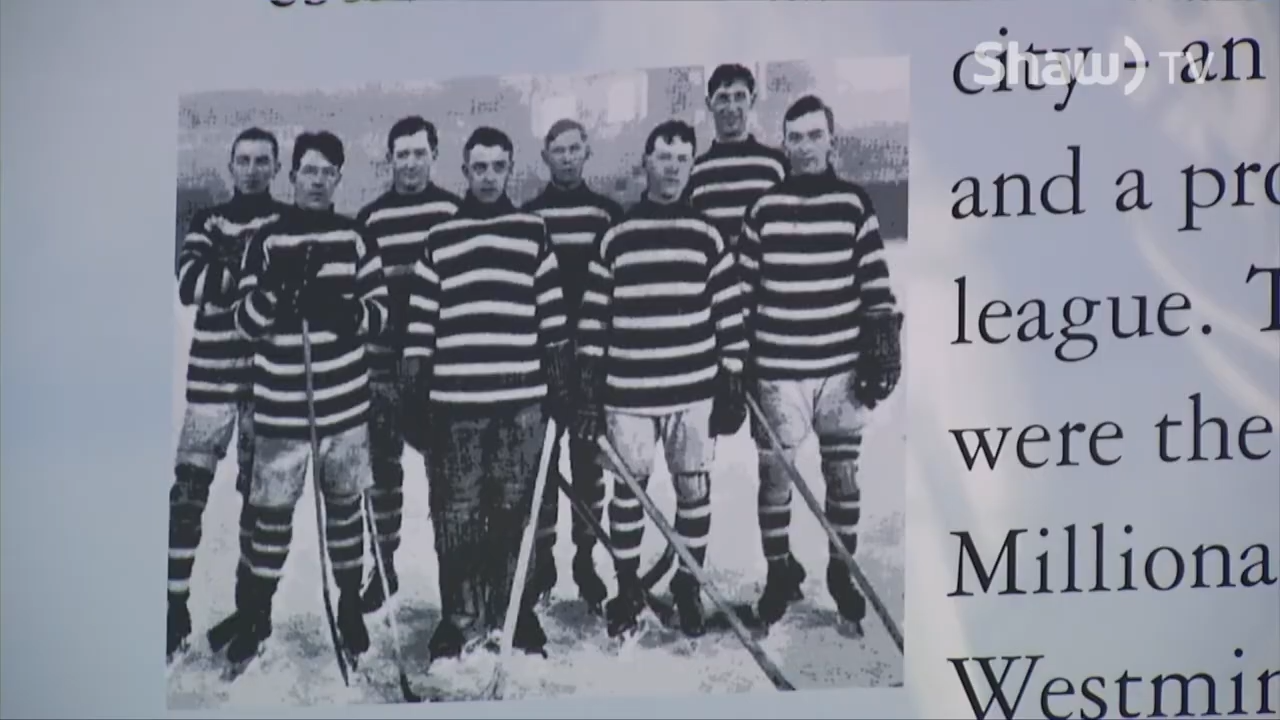 Shaw) TV
city - an
and a pro
league. T
were the
Milliona
Westmin